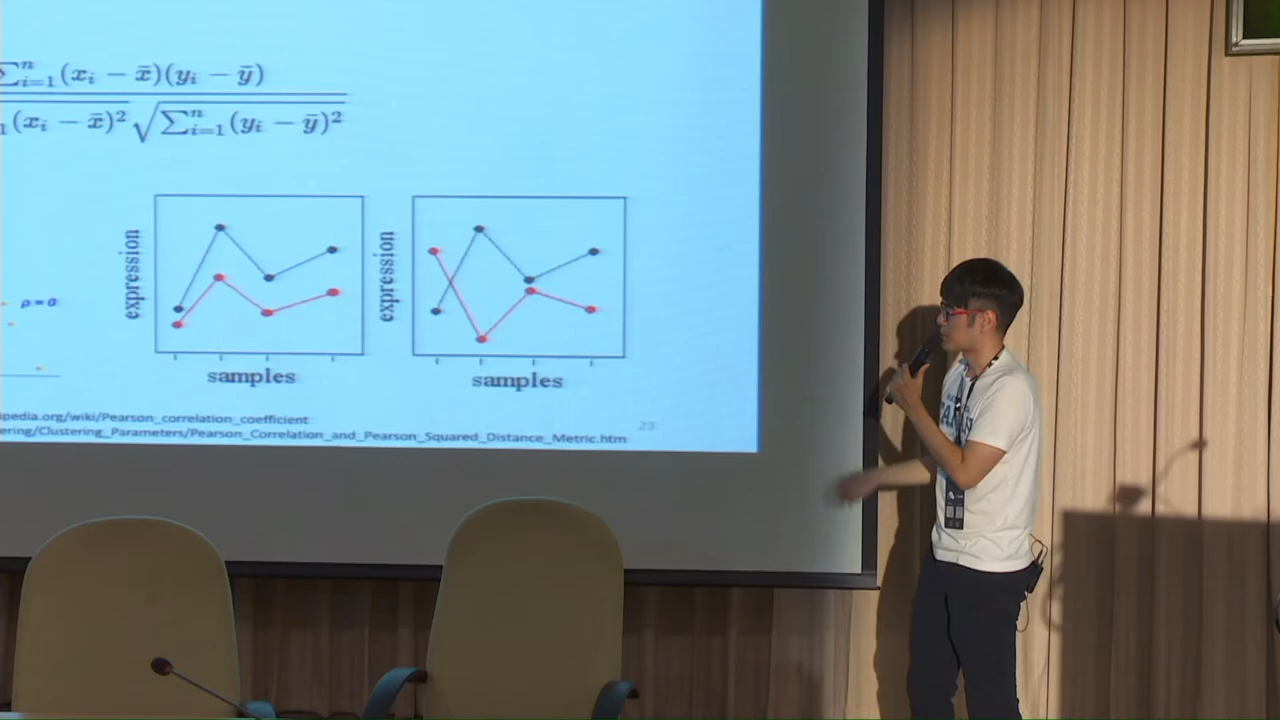 ∑ⁿᵢ₌₁(xᵢ − x̄)(yᵢ − ȳ)
₁(xᵢ − x̄)² √∑ⁿᵢ₌₁(yᵢ − ȳ)²
expression
expression
ρ = 0
samples
samples
ipedia.org/wiki/Pearson_correlation_coefficient
23
ering/Clustering_Parameters/Pearson_Correlation_and_Pearson_Squared_Distance_Metric.htm